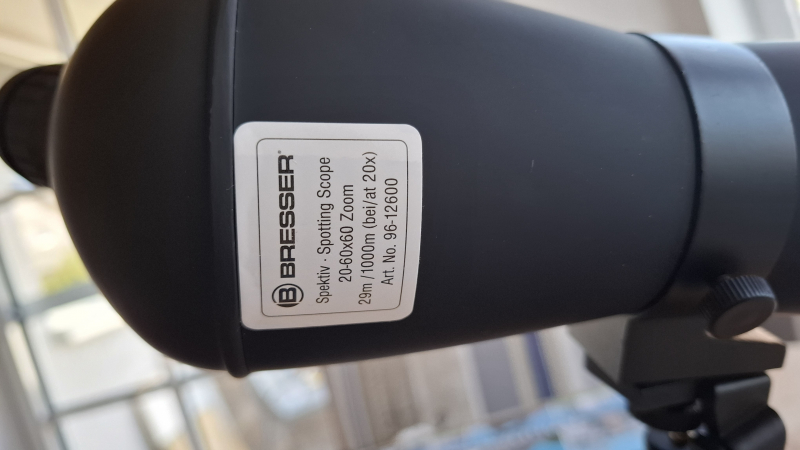 BRESSER®
Spektiv · Spotting Scope
20-60x60 Zoom
29m /1000m (bei/at 20x)
Art. No. 96-12600